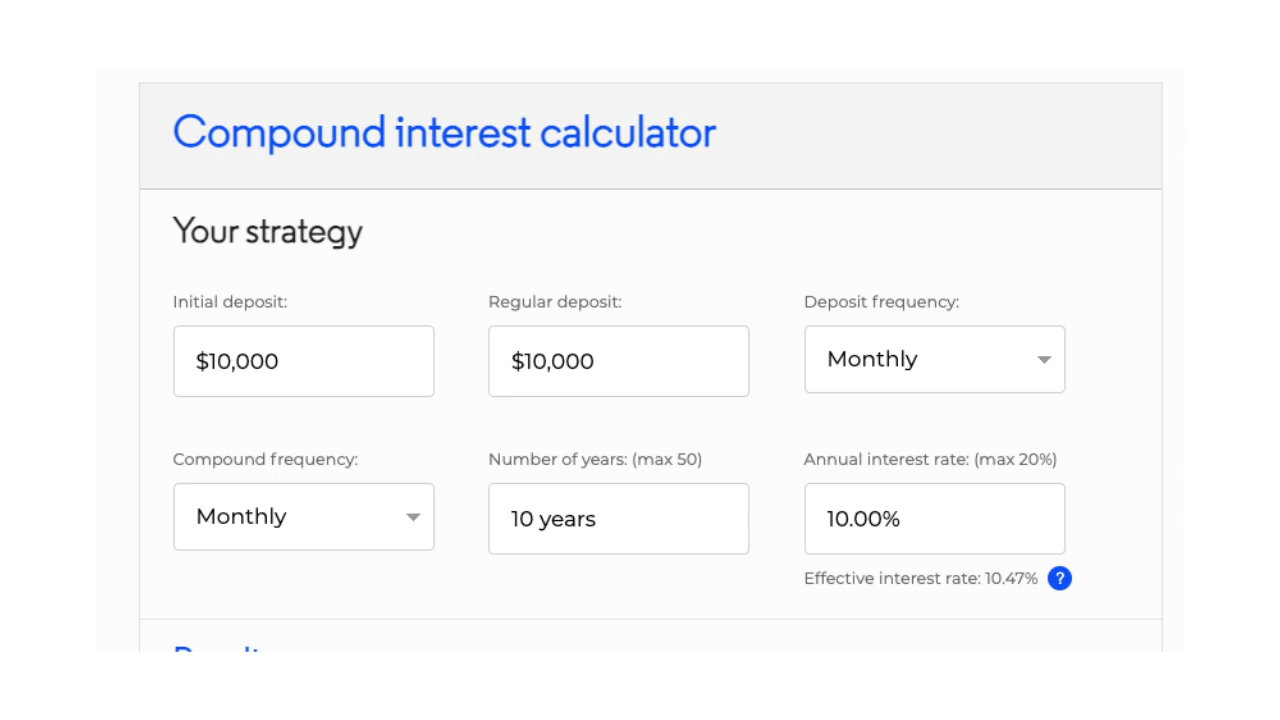 Compound interest calculator
Your strategy
Initial deposit: Regular deposit: Deposit frequency:
$10,000 $10,000 Monthly
Compound frequency: Number of years: (max 50) Annual interest rate: (max 20%)
Monthly 10 years 10.00%
Effective interest rate: 10.47% ?